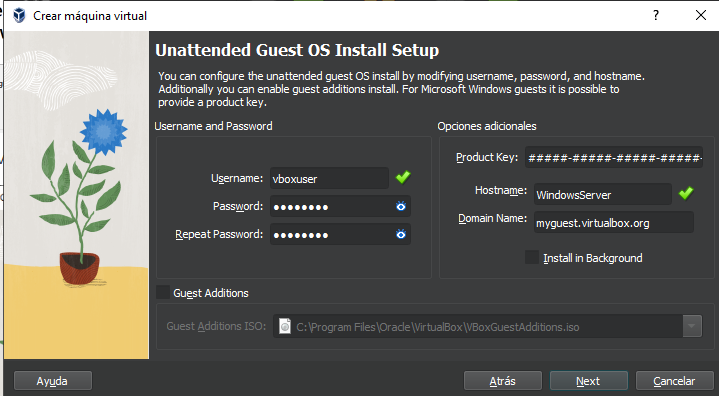 Crear máquina virtual
Unattended Guest OS Install Setup
You can configure the unattended guest OS install by modifying username, password, and hostname.
Additionally you can enable guest additions install. For Microsoft Windows guests it is possible to
provide a product key.
Username and Password
Username: vboxuser
Password: ●●●●●●●●
Repeat Password: ●●●●●●●●
Opciones adicionales
Product Key: #####-#####-#####-#####-
Hostname: WindowsServer
Domain Name: myguest.virtualbox.org
Install in Background
Guest Additions
Guest Additions ISO: C:\Program Files\Oracle\VirtualBox\VBoxGuestAdditions.iso
Ayuda
Atrás
Next
Cancelar